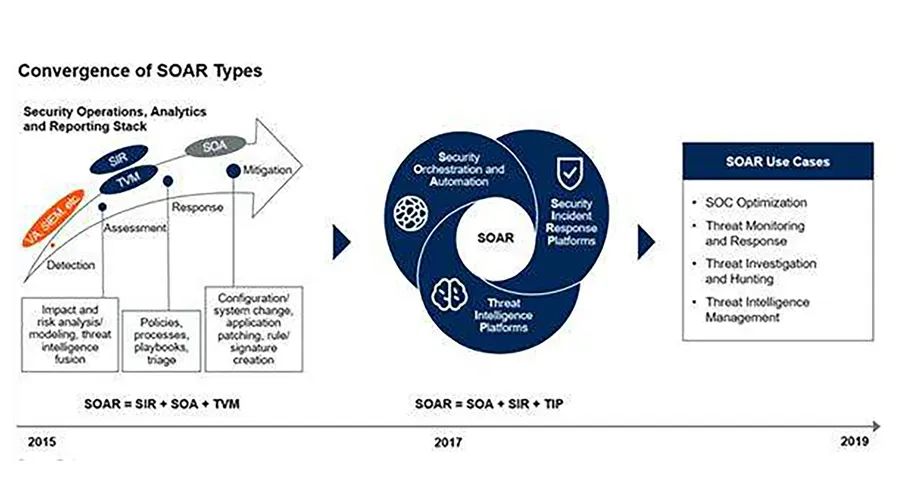 Convergence of SOAR Types
Security Operations, Analytics
and Reporting Stack
SIR
SOA
TVM
VA, SIEM, etc.
Mitigation
Response
Assessment
Detection
Impact and
risk analysis/
modeling, threat
intelligence
fusion
Policies,
processes,
playbooks,
triage
Configuration/
system change,
application
patching, rule/
signature
creation
SOAR = SIR + SOA + TVM
Security
Orchestration and
Automation
Security
Incident
Response
Platforms
SOAR
Threat
Intelligence
Platforms
SOAR = SOA + SIR + TIP
SOAR Use Cases
• SOC Optimization
• Threat Monitoring
and Response
• Threat Investigation
and Hunting
• Threat Intelligence
Management
2015
2017
2019